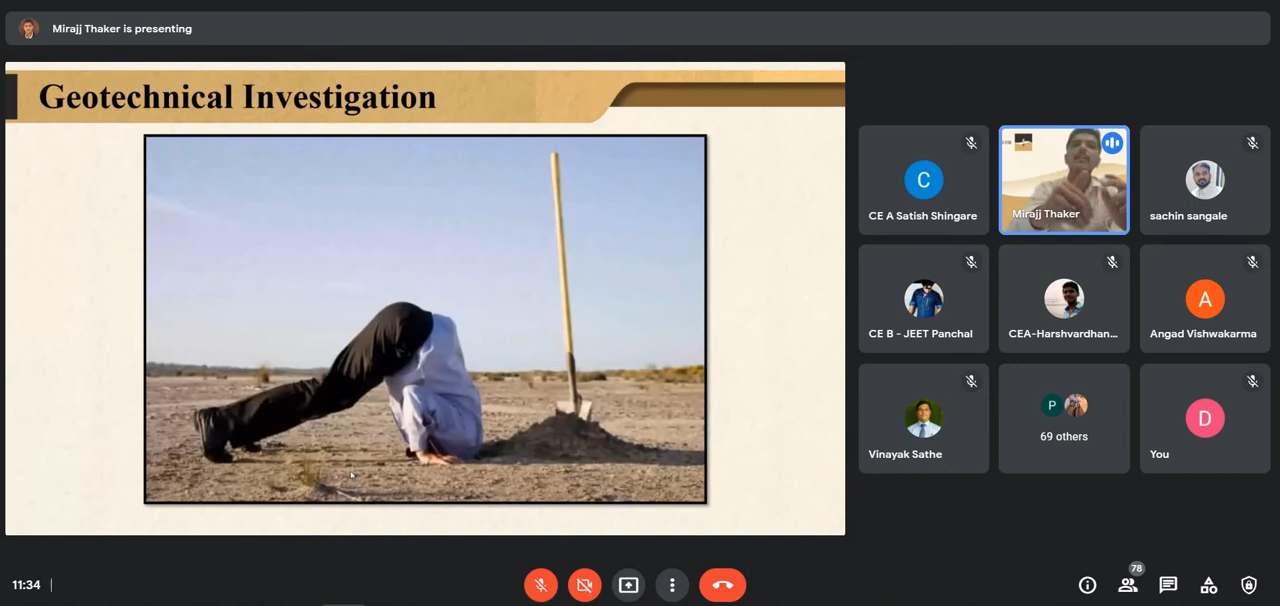 Mirajj Thaker is presenting
Geotechnical Investigation
C
CE A Satish Shingare
Mirajj Thaker
sachin sangale
CE B - JEET Panchal
CEA-Harshvardhan...
A
Angad Vishwakarma
Vinayak Sathe
P
69 others
D
You
11:34
78